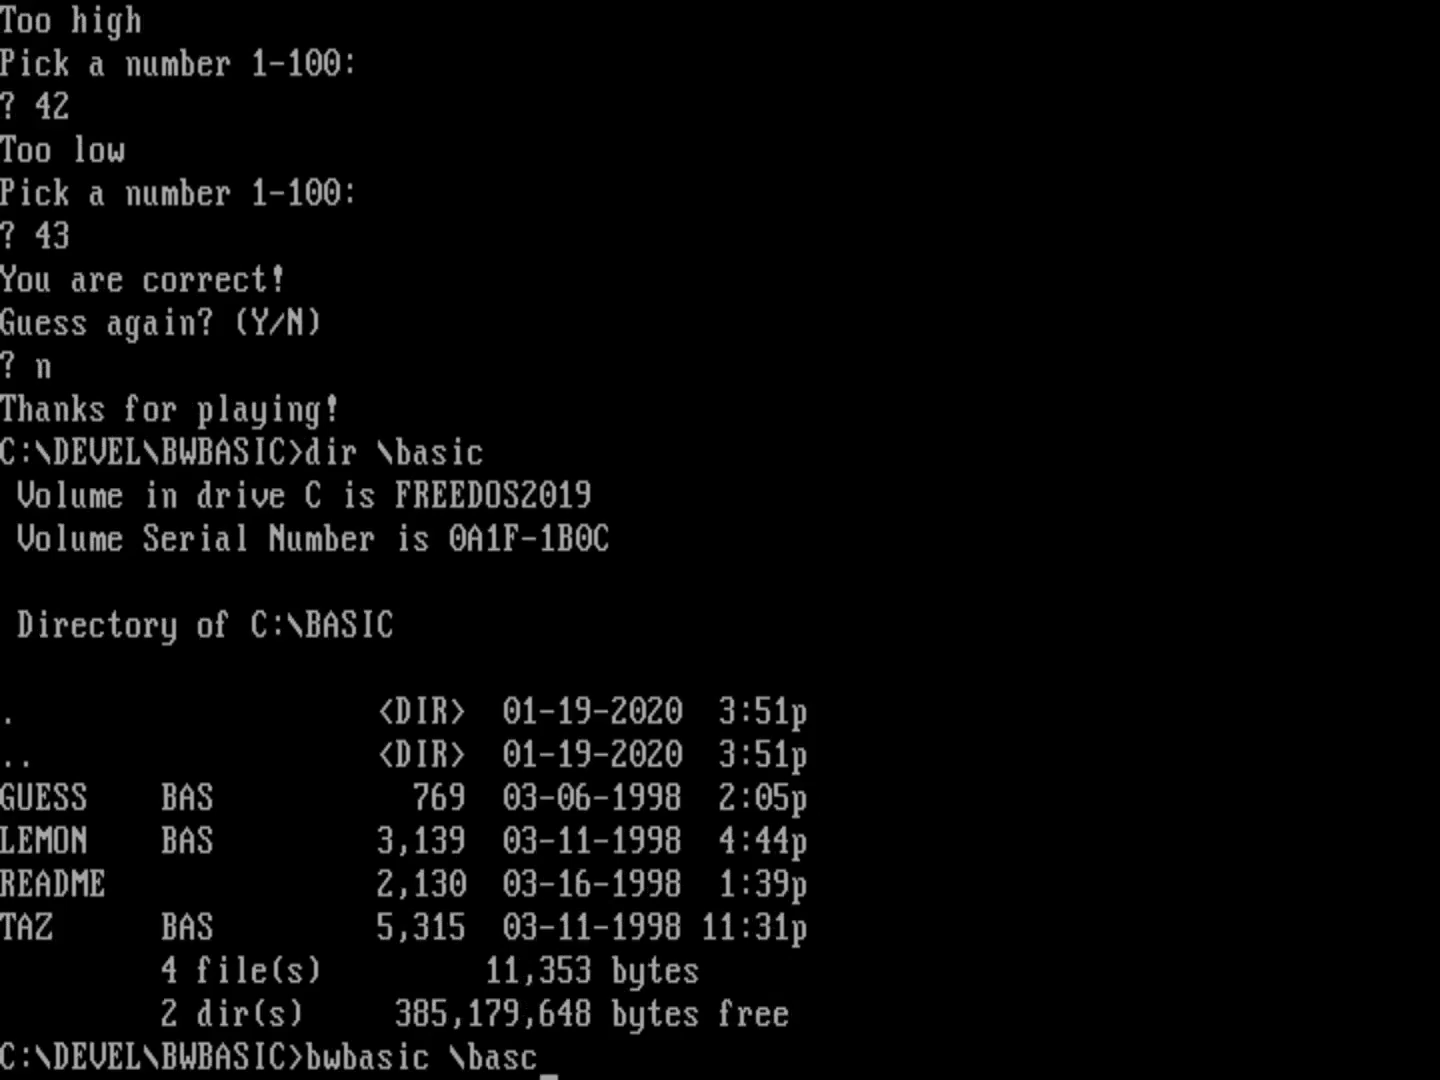 Too high
Pick a number 1-100:
? 42
Too low
Pick a number 1-100:
? 43
You are correct!
Guess again? (Y/N)
? n
Thanks for playing!
C:\DEVEL\BWBASIC>dir \basic
 Volume in drive C is FREEDOS2019
 Volume Serial Number is 0A1F-1B0C
 Directory of C:\BASIC
.                    <DIR>  01-19-2020  3:51p
..                   <DIR>  01-19-2020  3:51p
GUESS    BAS           769  03-06-1998  2:05p
LEMON    BAS         3,139  03-11-1998  4:44p
README               2,130  03-16-1998  1:39p
TAZ      BAS         5,315  03-11-1998 11:31p
         4 file(s)         11,353 bytes
         2 dir(s)     385,179,648 bytes free
C:\DEVEL\BWBASIC>bwbasic \basc_